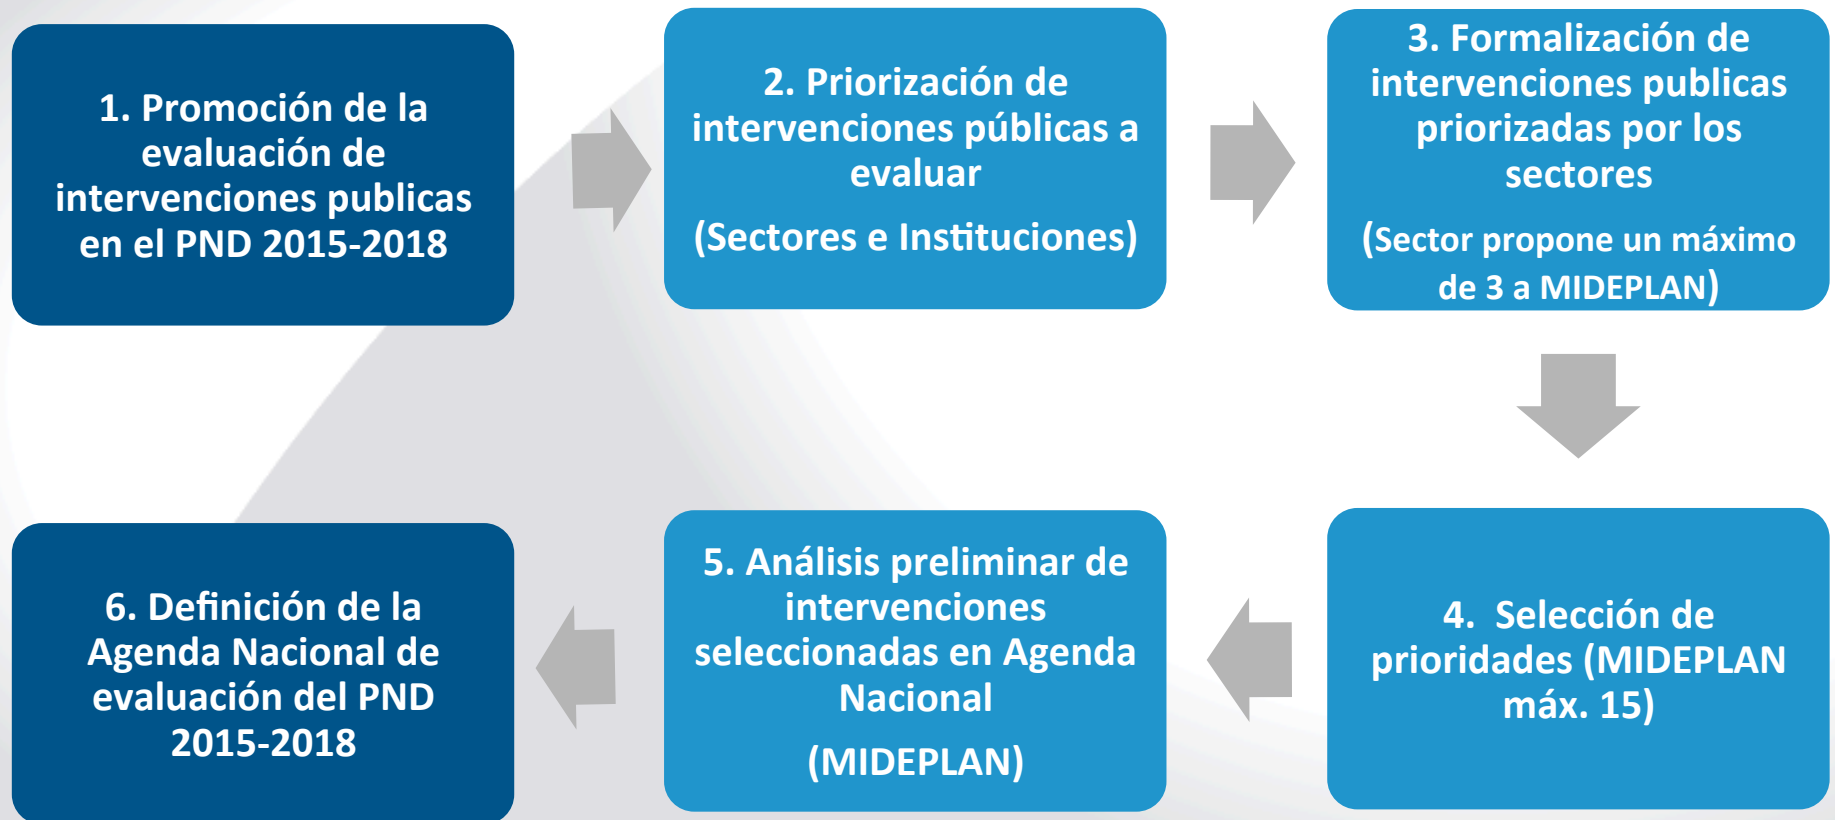 1. Promoción de la
evaluación de
intervenciones publicas
en el PND 2015-2018
2. Priorización de
intervenciones públicas a
evaluar
(Sectores e Instituciones)
3. Formalización de
intervenciones publicas
priorizadas por los
sectores
(Sector propone un máximo
de 3 a MIDEPLAN)
4. Selección de
prioridades (MIDEPLAN
máx. 15)
5. Análisis preliminar de
intervenciones
seleccionadas en Agenda
Nacional
(MIDEPLAN)
6. Definición de la
Agenda Nacional de
evaluación del PND
2015-2018